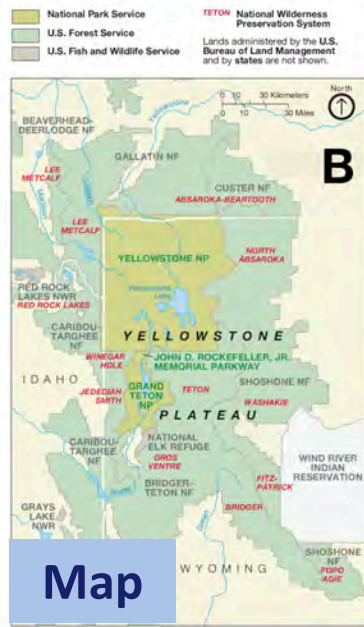 National Park Service
U.S. Forest Service
U.S. Fish and Wildlife Service
TETON National Wilderness
Preservation System
Lands administered by the U.S.
Bureau of Land Management
and by states are not shown.
0 10 30 Kilometers
0 10 30 Miles
North
B
BEAVERHEAD-
DEERLODGE NF
Yellowstone
GALLATIN NF
LEE
METCALF
Madison
Gallatin
CUSTER NF
ABSAROKA-BEARTOOTH
LEE
METCALF
YELLOWSTONE NP
NORTH
ABSAROKA
Yellowstone
Lake
RED ROCK
LAKES NWR
RED ROCK LAKES
CARIBOU-
TARGHEE
NF
YELLOWSTONE
WINEGAR
HOLE
JOHN D. ROCKEFELLER, JR.
MEMORIAL PARKWAY
IDAHO
GRAND
TETON
NP
TETON
SHOSHONE NF
JEDEDIAH
SMITH
WASHAKIE
PLATEAU
CARIBOU-
TARGHEE
NF
NATIONAL
ELK REFUGE
GROS
VENTRE
WIND RIVER
INDIAN
RESERVATION
BRIDGER-
TETON NF
FITZ-
PATRICK
Snake
Green
BRIDGER
GRAYS
LAKE
NWR
SHOSHONE
NF
POPO
AGIE
WYOMING
Map